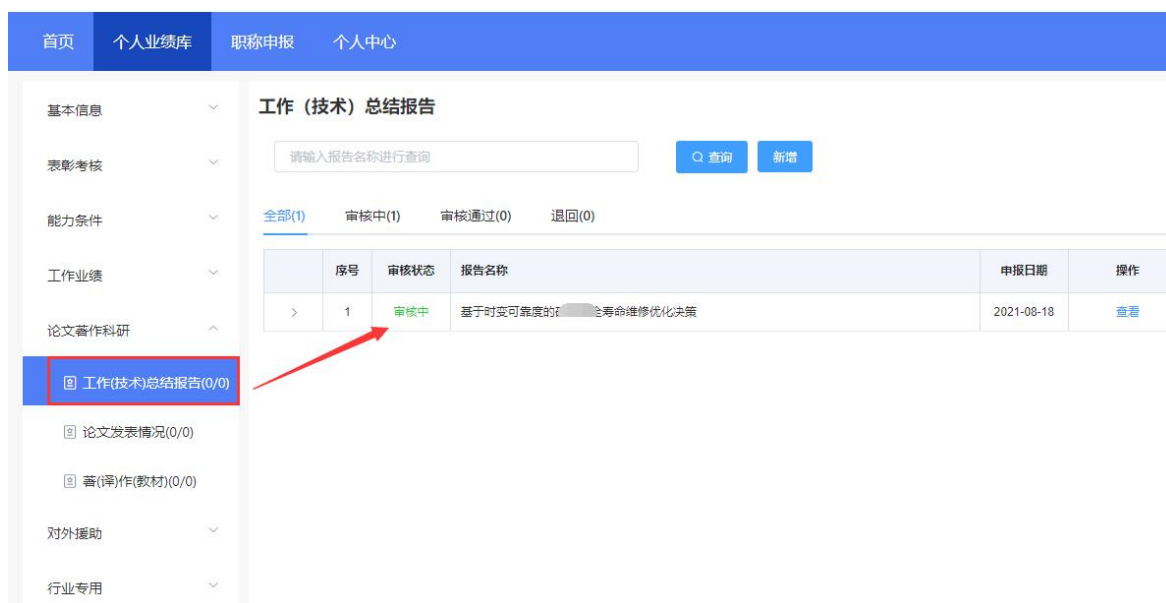 首页 个人业绩库 职称申报 个人中心
基本信息
表彰考核
能力条件
工作业绩
论文著作科研
工作(技术)总结报告(0/0)
论文发表情况(0/0)
著(译)作(教材)(0/0)
对外援助
行业专用
工作（技术）总结报告
请输入报告名称进行查询 查询 新增
全部(1) 审核中(1) 审核通过(0) 退回(0)
序号 审核状态 报告名称 申报日期 操作
1 审核中 基于时变可靠度的 全寿命维修优化决策 2021-08-18 查看